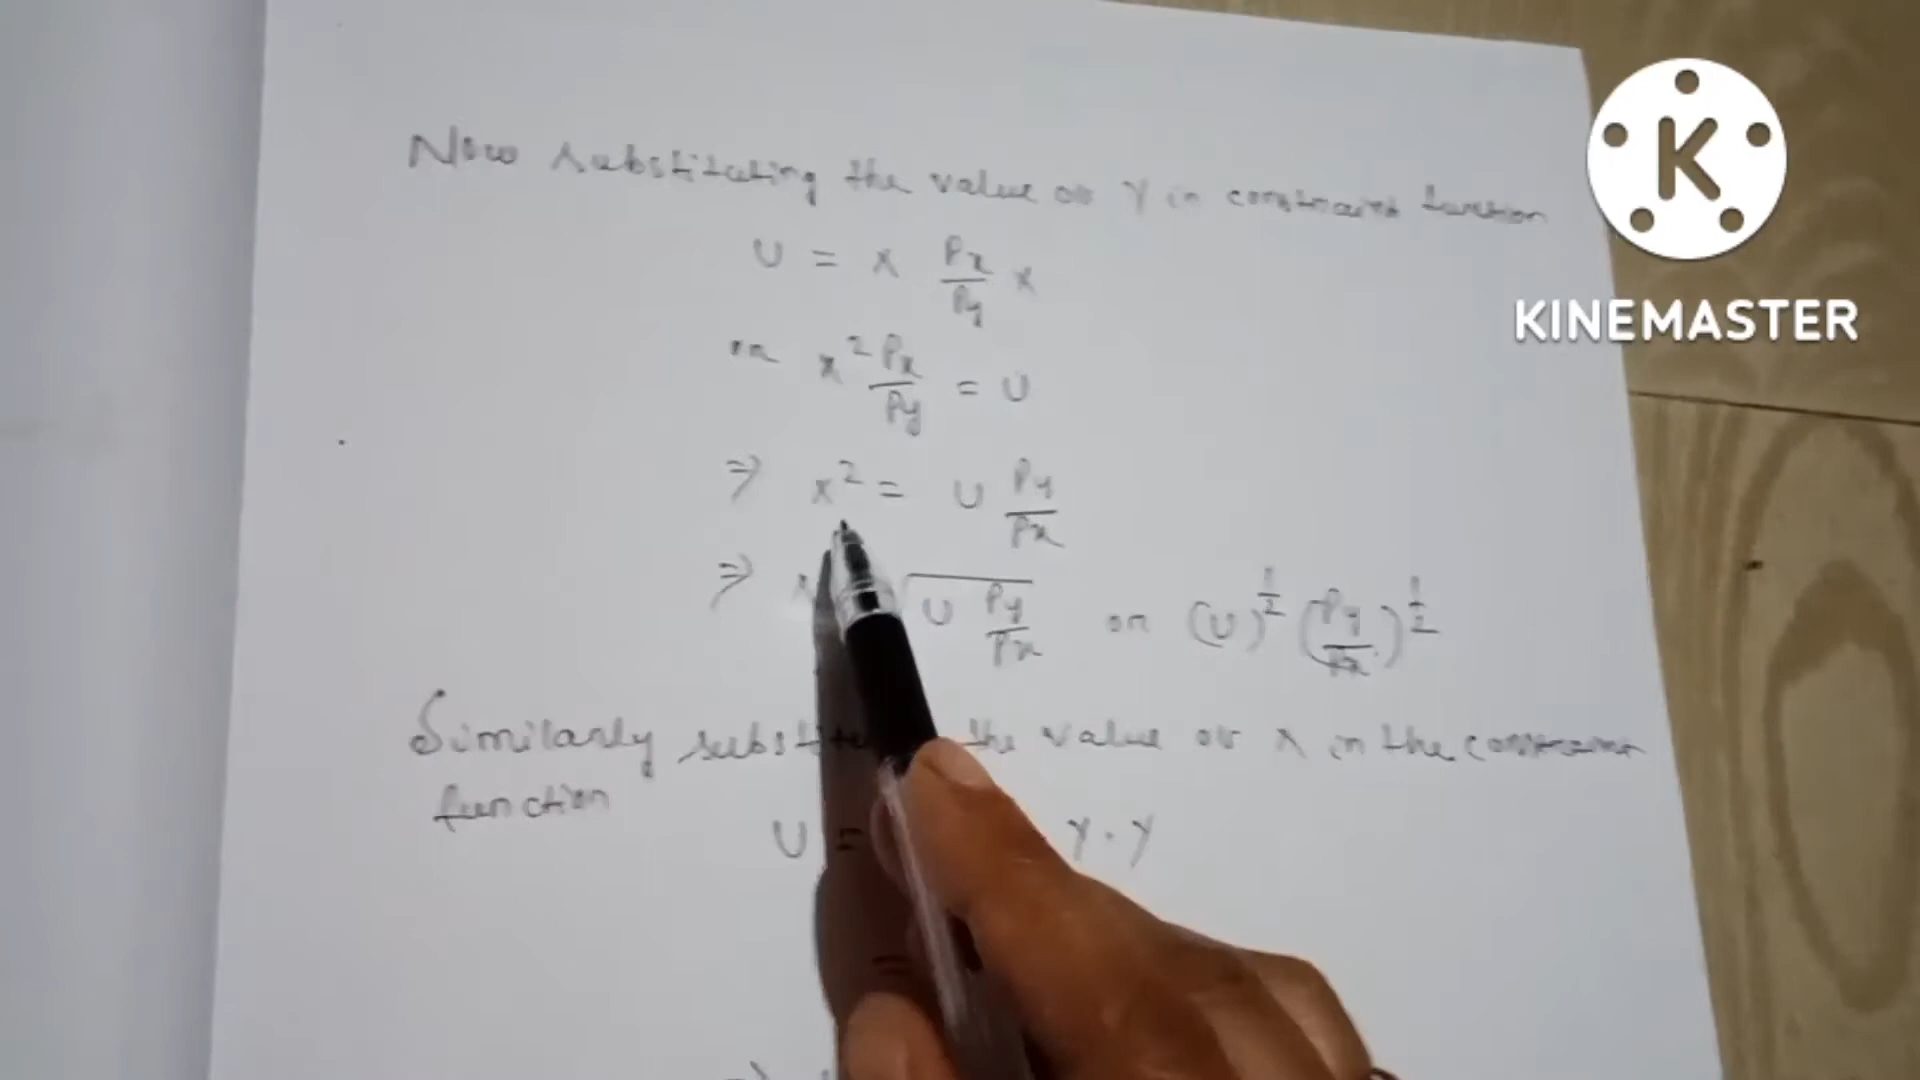 Now substituting the value of Y in constraint function
U = X Px/Py X
KINEMASTER
or X² Px/Py = U
⇒ X² = U Py/Px
⇒ √(U Py/Px) or (U)^½ (Py/Px)^½
Similarly the value of X in the constraint
function
U = Y . Y